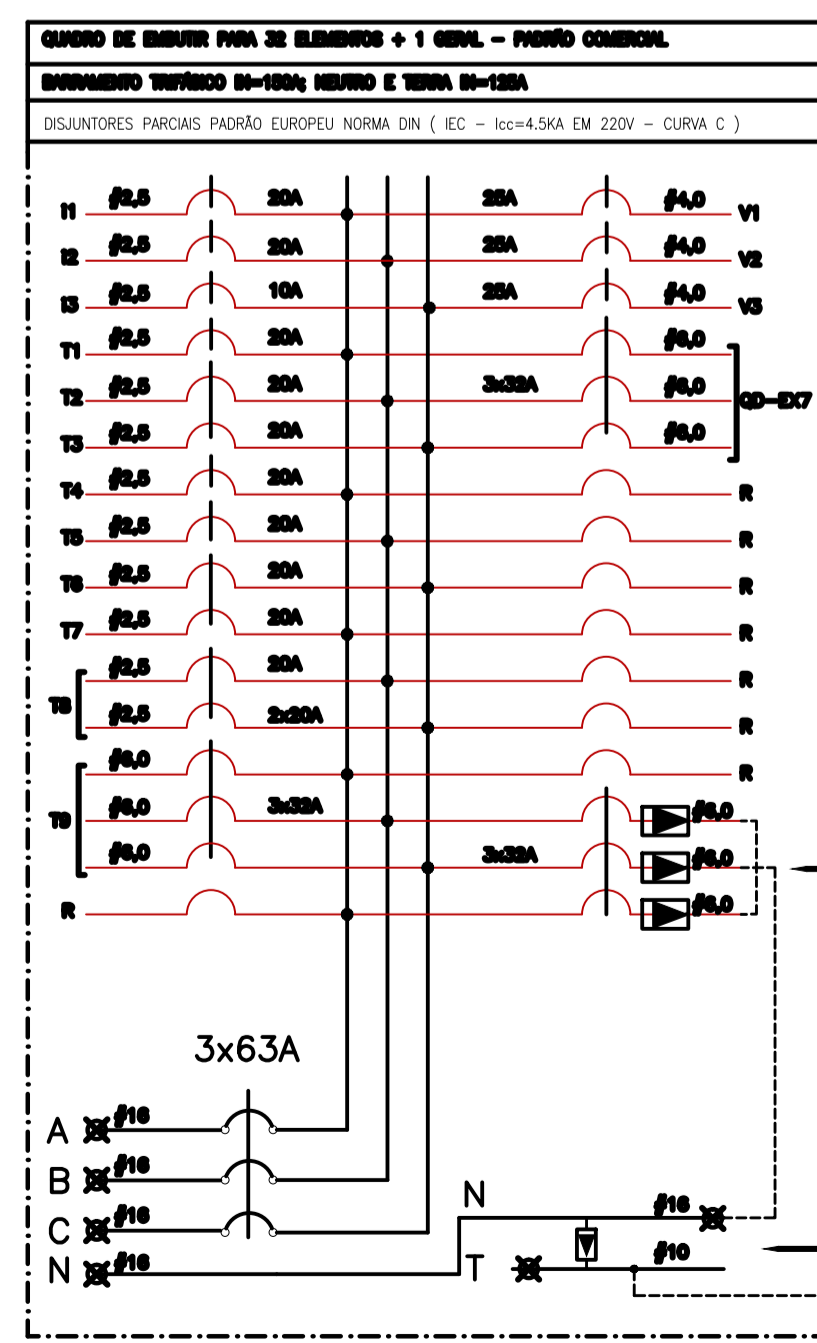 QUADRO DE EMBUTIR PARA 32 ELEMENTOS + 1 GERAL – PADRÃO COMERCIAL
BARRAMENTO TRIFÁSICO IN=150A; NEUTRO E TERRA IN=125A
DISJUNTORES PARCIAIS PADRÃO EUROPEU NORMA DIN ( IEC – Icc=4.5KA EM 220V – CURVA C )
I1 #2,5 20A 25A #4,0 V1
I2 #2,5 20A 25A #4,0 V2
I3 #2,5 10A 25A #4,0 V3
T1 #2,5 20A #6,0
T2 #2,5 20A 3x32A #6,0 QD-EX7
T3 #2,5 20A #6,0
T4 #2,5 20A R
T5 #2,5 20A R
T6 #2,5 20A R
T7 #2,5 20A R
#2,5 20A R
T8 #2,5 2x20A R
#6,0 R
T9 #6,0 3x32A #6,0
#6,0 3x32A #6,0
R #6,0
3x63A
A #16
B #16
C #16 N #16
N #16 T #10